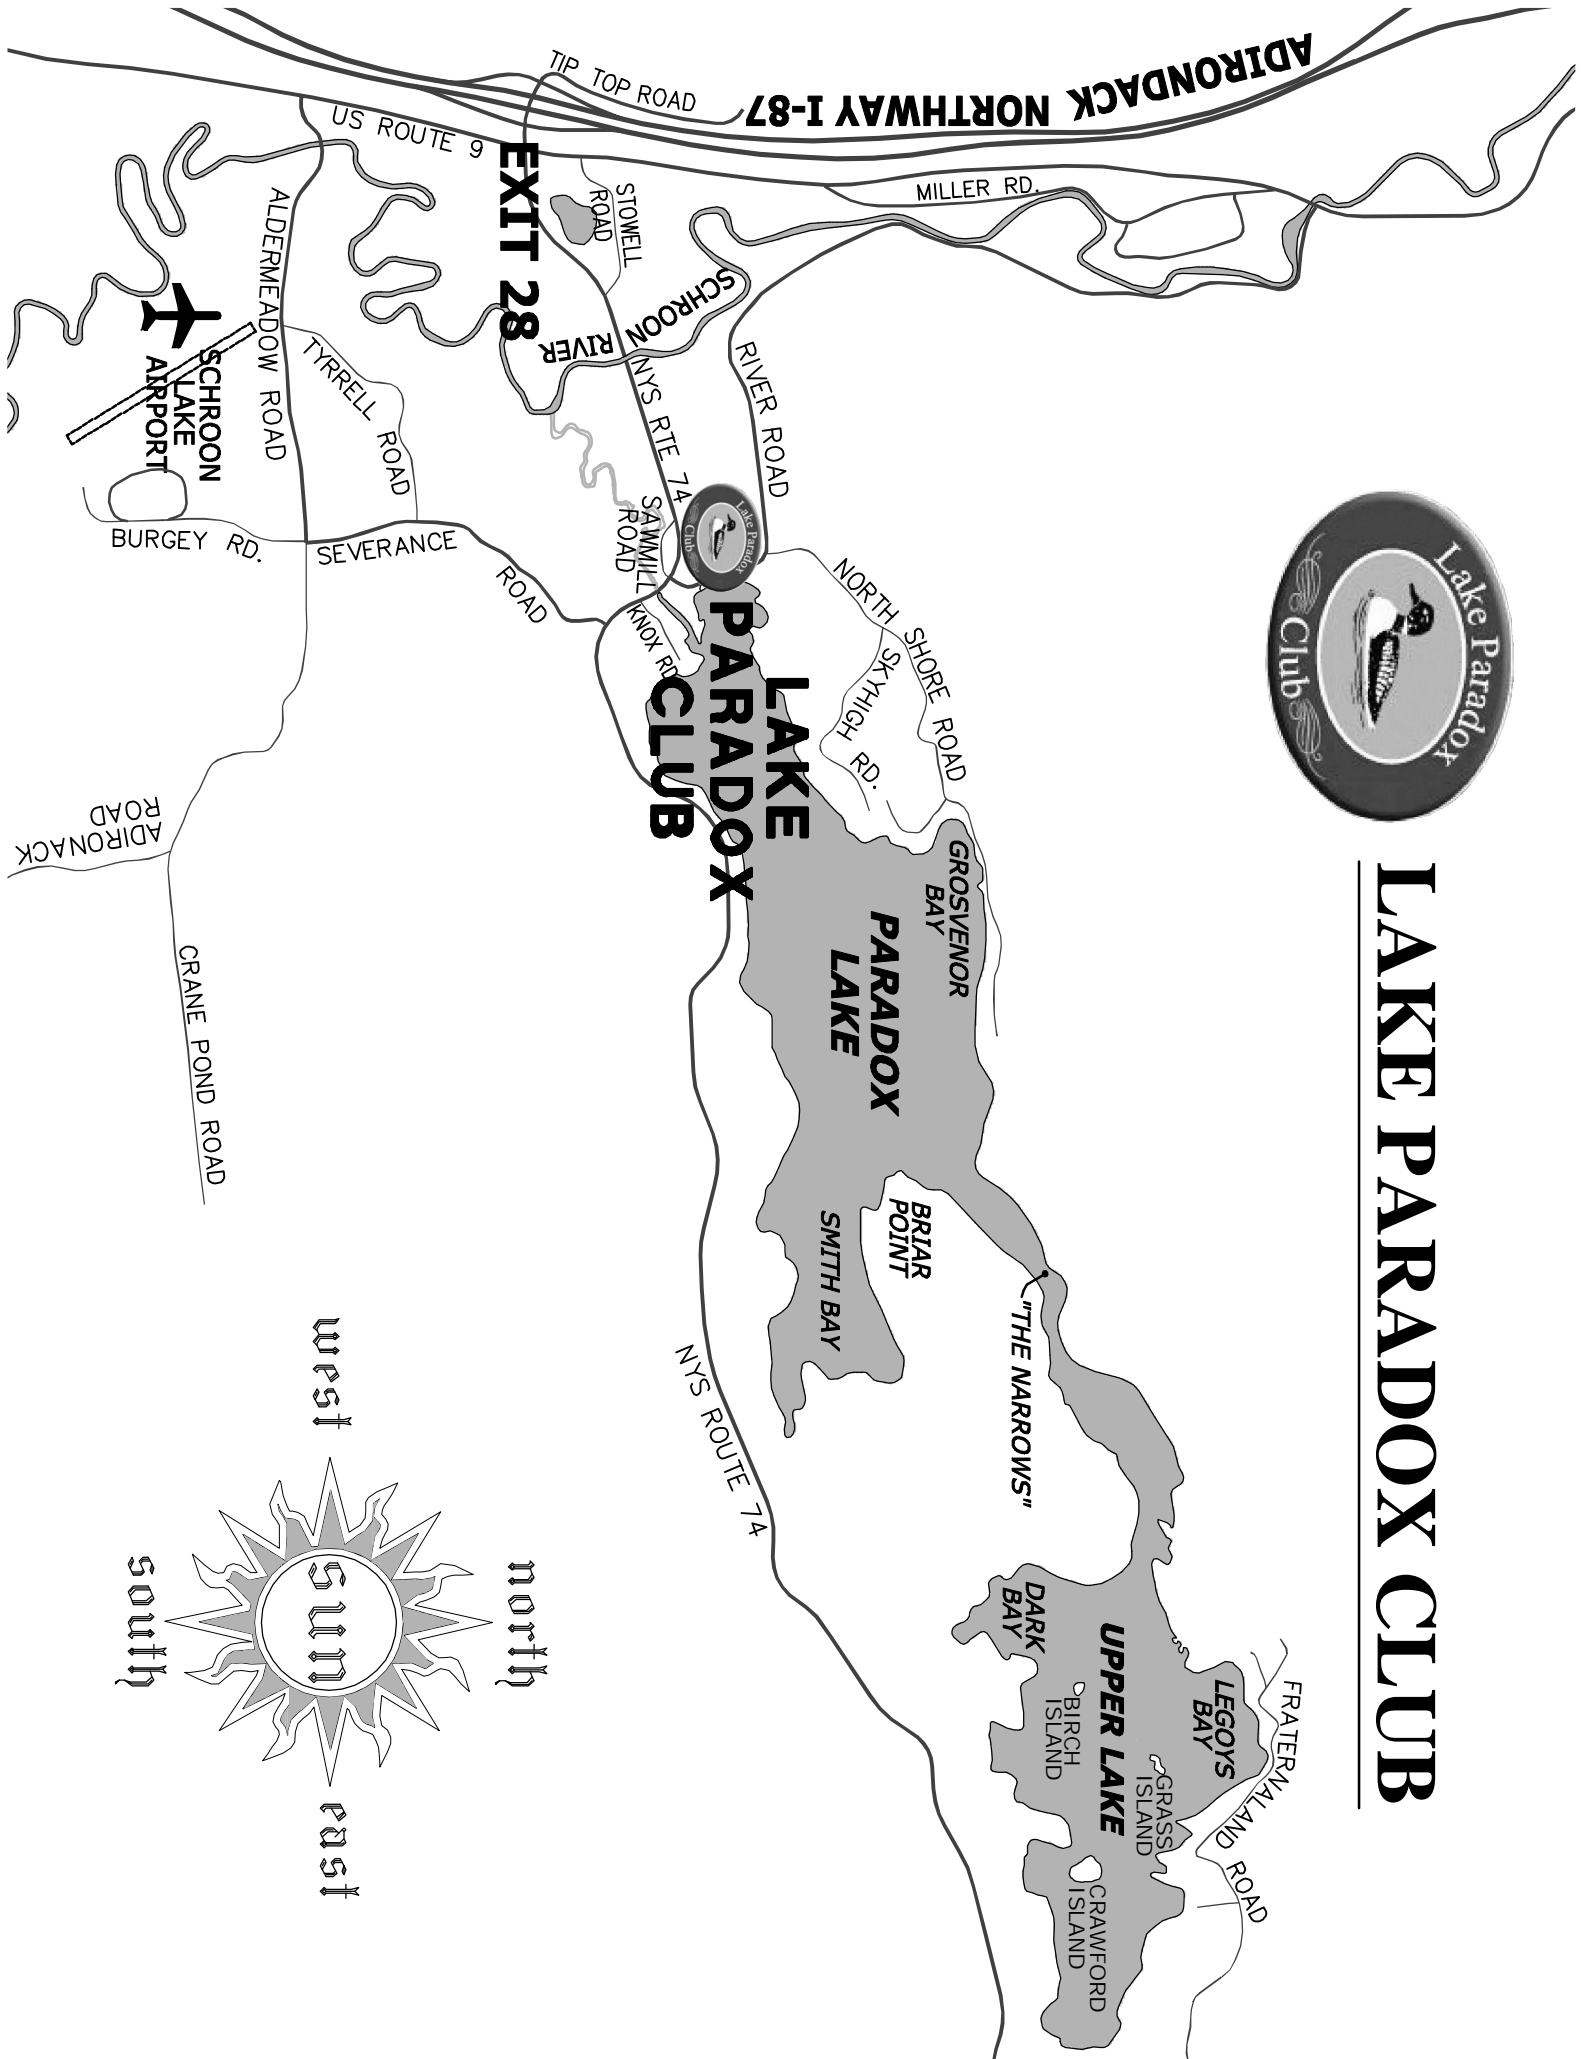 LAKE PARADOX CLUB
Lake Paradox
Club
ADIRONDACK NORTHWAY I-87
TIP TOP ROAD
US ROUTE 9
EXIT 28
STOWELL
ROAD
MILLER RD.
SCHROON RIVER
NYS RTE 74
RIVER ROAD
ALDERMEADOW ROAD
TYRRELL ROAD
SCHROON
LAKE
AIRPORT
BURGEY RD.
SEVERANCE ROAD
SAWMILL
ROAD
KNOX RD
Lake Paradox
Club
LAKE
PARADOX
CLUB
NORTH SHORE ROAD
SKYHIGH RD.
ADIRONACK
ROAD
CRANE POND ROAD
GROSVENOR
BAY
PARADOX
LAKE
BRIAR
POINT
SMITH BAY
"THE NARROWS"
NYS ROUTE 74
DARK
BAY
UPPER LAKE
BIRCH
ISLAND
LEGOYS
BAY
GRASS
ISLAND
CRAWFORD
ISLAND
FRATERNALAND ROAD
north
west
sun
east
south